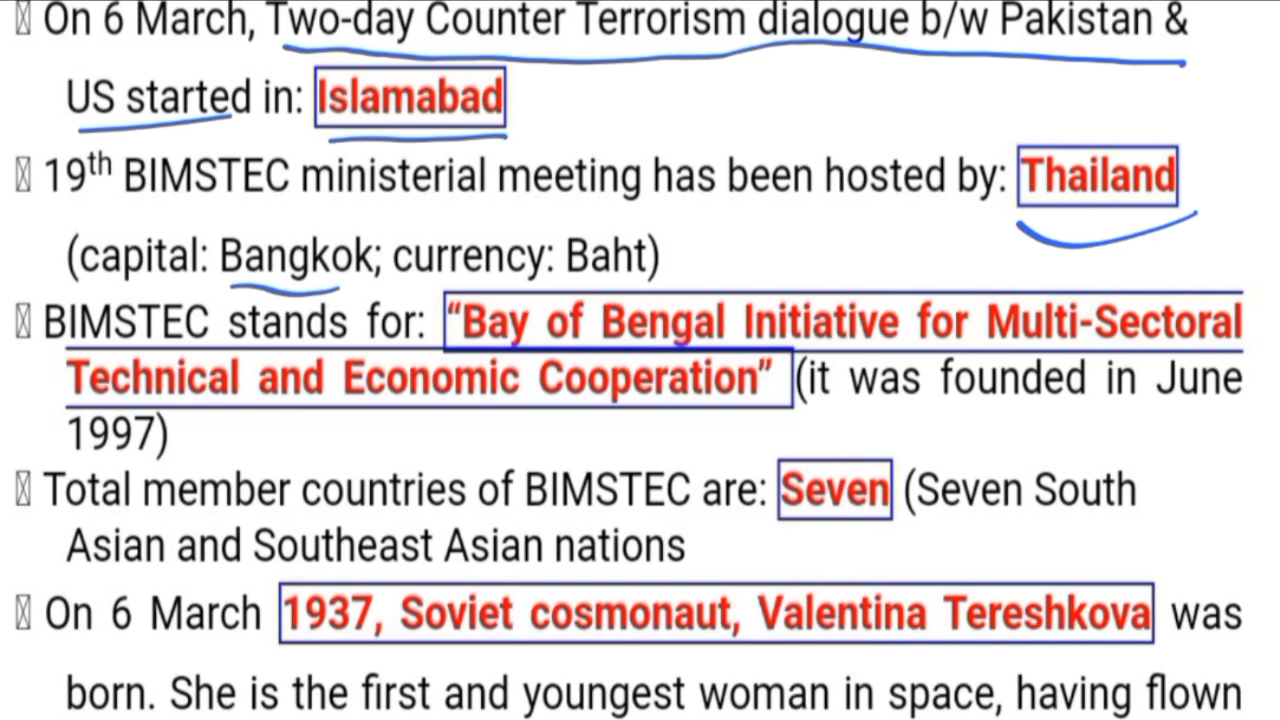 On 6 March, Two-day Counter Terrorism dialogue b/w Pakistan &
US started in: Islamabad
19th BIMSTEC ministerial meeting has been hosted by: Thailand
(capital: Bangkok; currency: Baht)
BIMSTEC stands for: “Bay of Bengal Initiative for Multi-Sectoral
Technical and Economic Cooperation” (it was founded in June
1997)
Total member countries of BIMSTEC are: Seven (Seven South
Asian and Southeast Asian nations
On 6 March 1937, Soviet cosmonaut, Valentina Tereshkova was
born. She is the first and youngest woman in space, having flown